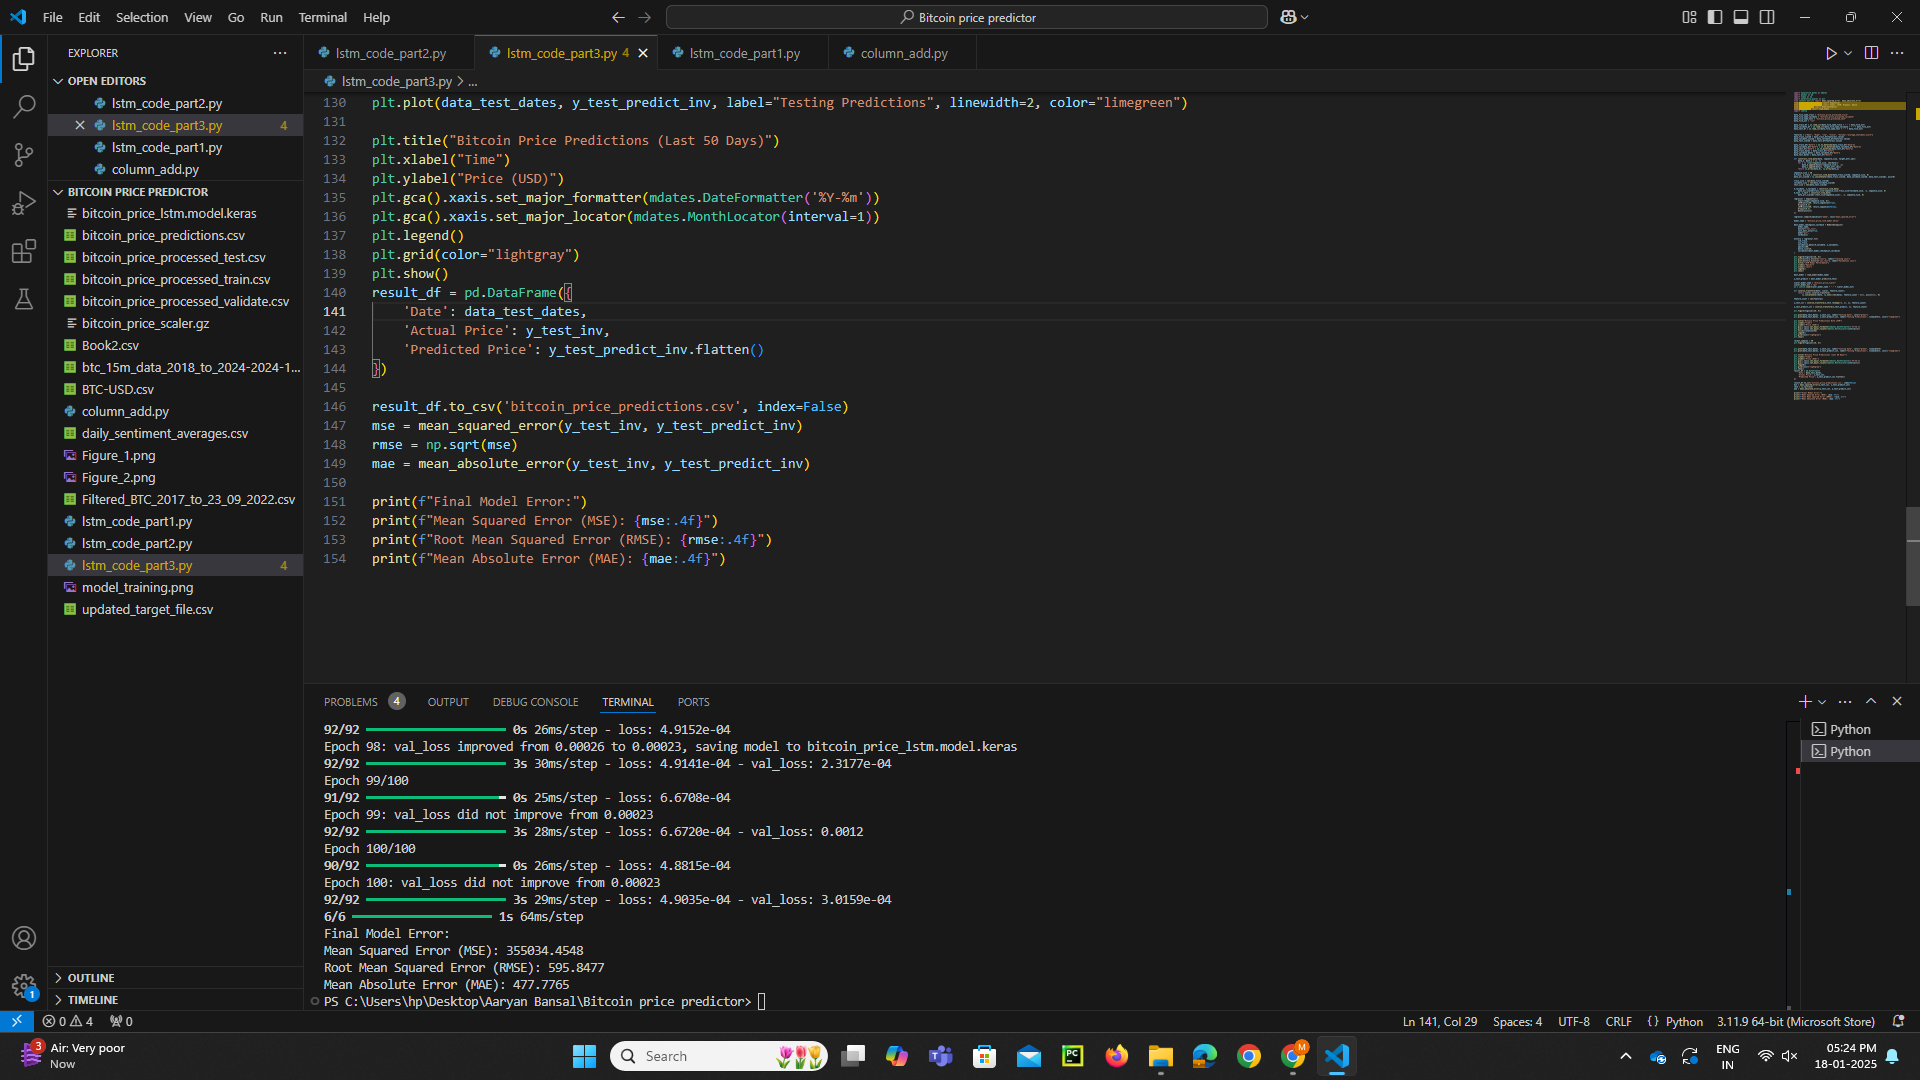 File Edit Selection View Go Run Terminal Help
Bitcoin price predictor
EXPLORER
OPEN EDITORS
lstm_code_part2.py
lstm_code_part3.py 4
lstm_code_part1.py
column_add.py
BITCOIN PRICE PREDICTOR
bitcoin_price_lstm.model.keras
bitcoin_price_predictions.csv
bitcoin_price_processed_test.csv
bitcoin_price_processed_train.csv
bitcoin_price_processed_validate.csv
bitcoin_price_scaler.gz
Book2.csv
btc_15m_data_2018_to_2024-2024-1...
BTC-USD.csv
column_add.py
daily_sentiment_averages.csv
Figure_1.png
Figure_2.png
Filtered_BTC_2017_to_23_09_2022.csv
lstm_code_part1.py
lstm_code_part2.py
lstm_code_part3.py 4
model_training.png
updated_target_file.csv
OUTLINE
TIMELINE
lstm_code_part2.py lstm_code_part3.py 4 lstm_code_part1.py column_add.py
lstm_code_part3.py > ...
130 plt.plot(data_test_dates, y_test_predict_inv, label="Testing Predictions", linewidth=2, color="limegreen")
131
132 plt.title("Bitcoin Price Predictions (Last 50 Days)")
133 plt.xlabel("Time")
134 plt.ylabel("Price (USD)")
135 plt.gca().xaxis.set_major_formatter(mdates.DateFormatter('%Y-%m'))
136 plt.gca().xaxis.set_major_locator(mdates.MonthLocator(interval=1))
137 plt.legend()
138 plt.grid(color="lightgray")
139 plt.show()
140 result_df = pd.DataFrame({
141 'Date': data_test_dates,
142 'Actual Price': y_test_inv,
143 'Predicted Price': y_test_predict_inv.flatten()
144 })
145
146 result_df.to_csv('bitcoin_price_predictions.csv', index=False)
147 mse = mean_squared_error(y_test_inv, y_test_predict_inv)
148 rmse = np.sqrt(mse)
149 mae = mean_absolute_error(y_test_inv, y_test_predict_inv)
150
151 print(f"Final Model Error:")
152 print(f"Mean Squared Error (MSE): {mse:.4f}")
153 print(f"Root Mean Squared Error (RMSE): {rmse:.4f}")
154 print(f"Mean Absolute Error (MAE): {mae:.4f}")
PROBLEMS 4 OUTPUT DEBUG CONSOLE TERMINAL PORTS
92/92 0s 26ms/step - loss: 4.9152e-04
Epoch 98: val_loss improved from 0.00026 to 0.00023, saving model to bitcoin_price_lstm.model.keras
92/92 3s 30ms/step - loss: 4.9141e-04 - val_loss: 2.3177e-04
Epoch 99/100
91/92 0s 25ms/step - loss: 6.6708e-04
Epoch 99: val_loss did not improve from 0.00023
92/92 3s 28ms/step - loss: 6.6720e-04 - val_loss: 0.0012
Epoch 100/100
90/92 0s 26ms/step - loss: 4.8815e-04
Epoch 100: val_loss did not improve from 0.00023
92/92 3s 29ms/step - loss: 4.9035e-04 - val_loss: 3.0159e-04
6/6 1s 64ms/step
Final Model Error:
Mean Squared Error (MSE): 355034.4548
Root Mean Squared Error (RMSE): 595.8477
Mean Absolute Error (MAE): 477.7765
PS C:\Users\hp\Desktop\Aaryan Bansal\Bitcoin price predictor>
Python
Python
1
0 4 0
Ln 141, Col 29 Spaces: 4 UTF-8 CRLF {} Python 3.11.9 64-bit (Microsoft Store)
3
Air: Very poor
Now
Search
PC
M
ENG
IN
05:24 PM
18-01-2025